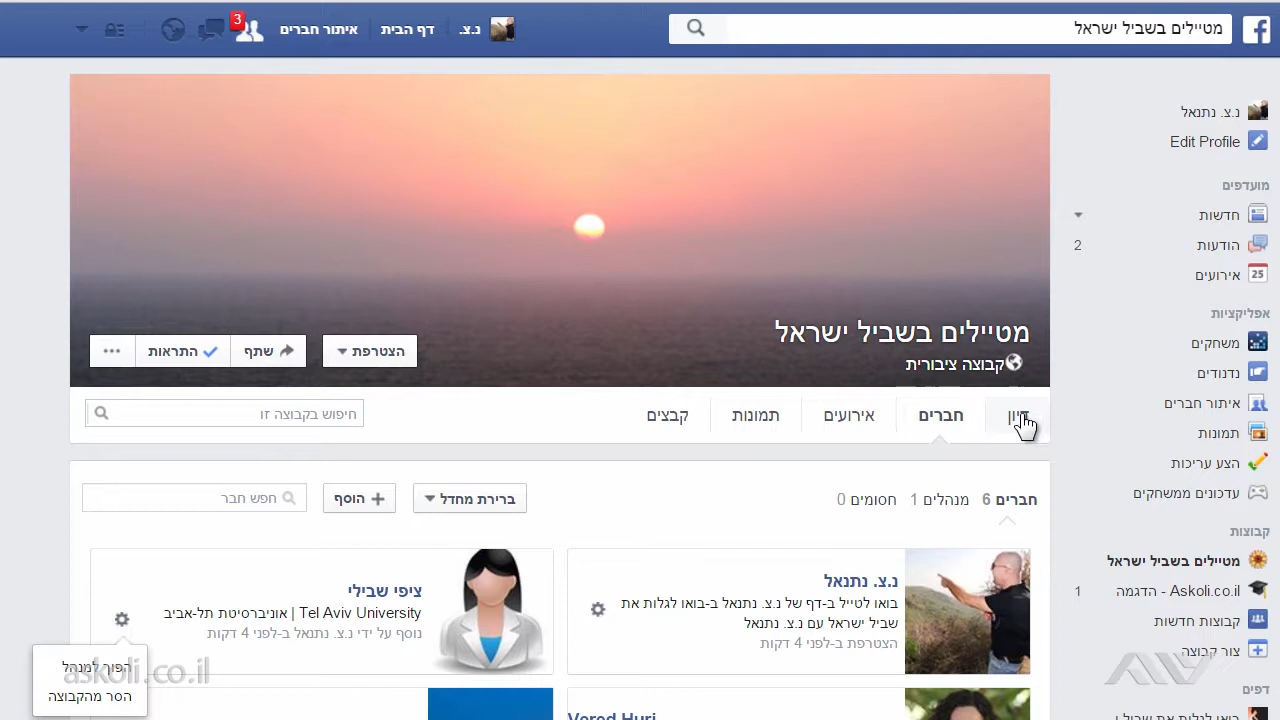 מטיילים בשביל ישראל
נ.צ.
דף הבית
איתור חברים
3
נ.צ. נתנאל
Edit Profile
מועדפים
חדשות
הודעות
2
אירועים
25
אפליקציות
משחקים
נדנודים
איתור חברים
תמונות
הצע עריכות
עדכונים ממשחקים
קבוצות
מטיילים בשביל ישראל
Askoli.co.il - הדגמה
1
קבוצות חדשות
צור קבוצה
דפים
מטיילים בשביל ישראל
קבוצה ציבורית
הצטרפת
שתף
התראות
דיון
חברים
אירועים
תמונות
קבצים
חיפוש בקבוצה זו
חברים 6
מנהלים 1
חסומים 0
ברירת מחדל
הוסף
חפש חבר
נ.צ. נתנאל
בואו לטייל ב-דף של נ.צ. נתנאל ב-בואו לגלות את
שביל ישראל עם נ.צ. נתנאל
הצטרפת ב-לפני 4 דקות
ציפי שבילי
Tel Aviv University | אוניברסיטת תל-אביב
נוסף על ידי נ.צ. נתנאל ב-לפני 4 דקות
הפוך למנהל
הסר מהקבוצה
askoli.co.il
Vered Huri